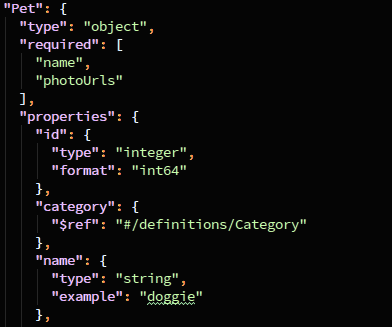 "Pet": {
"type": "object",
"required": [
"name",
"photoUrls"
],
"properties": {
"id": {
"type": "integer",
"format": "int64"
},
"category": {
"$ref": "#/definitions/Category"
},
"name": {
"type": "string",
"example": "doggie"
},